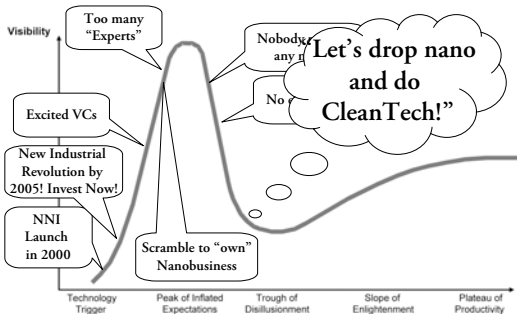 Visibility
Too many
“Experts”
Nobody
any
No
“Let’s drop nano
and do
CleanTech!”
Excited VCs
New Industrial
Revolution by
2005! Invest Now!
NNI
Launch
in 2000
Scramble to “own”
Nanobusiness
Technology
Trigger
Peak of Inflated
Expectations
Trough of
Disillusionment
Slope of
Enlightenment
Plateau of
Productivity